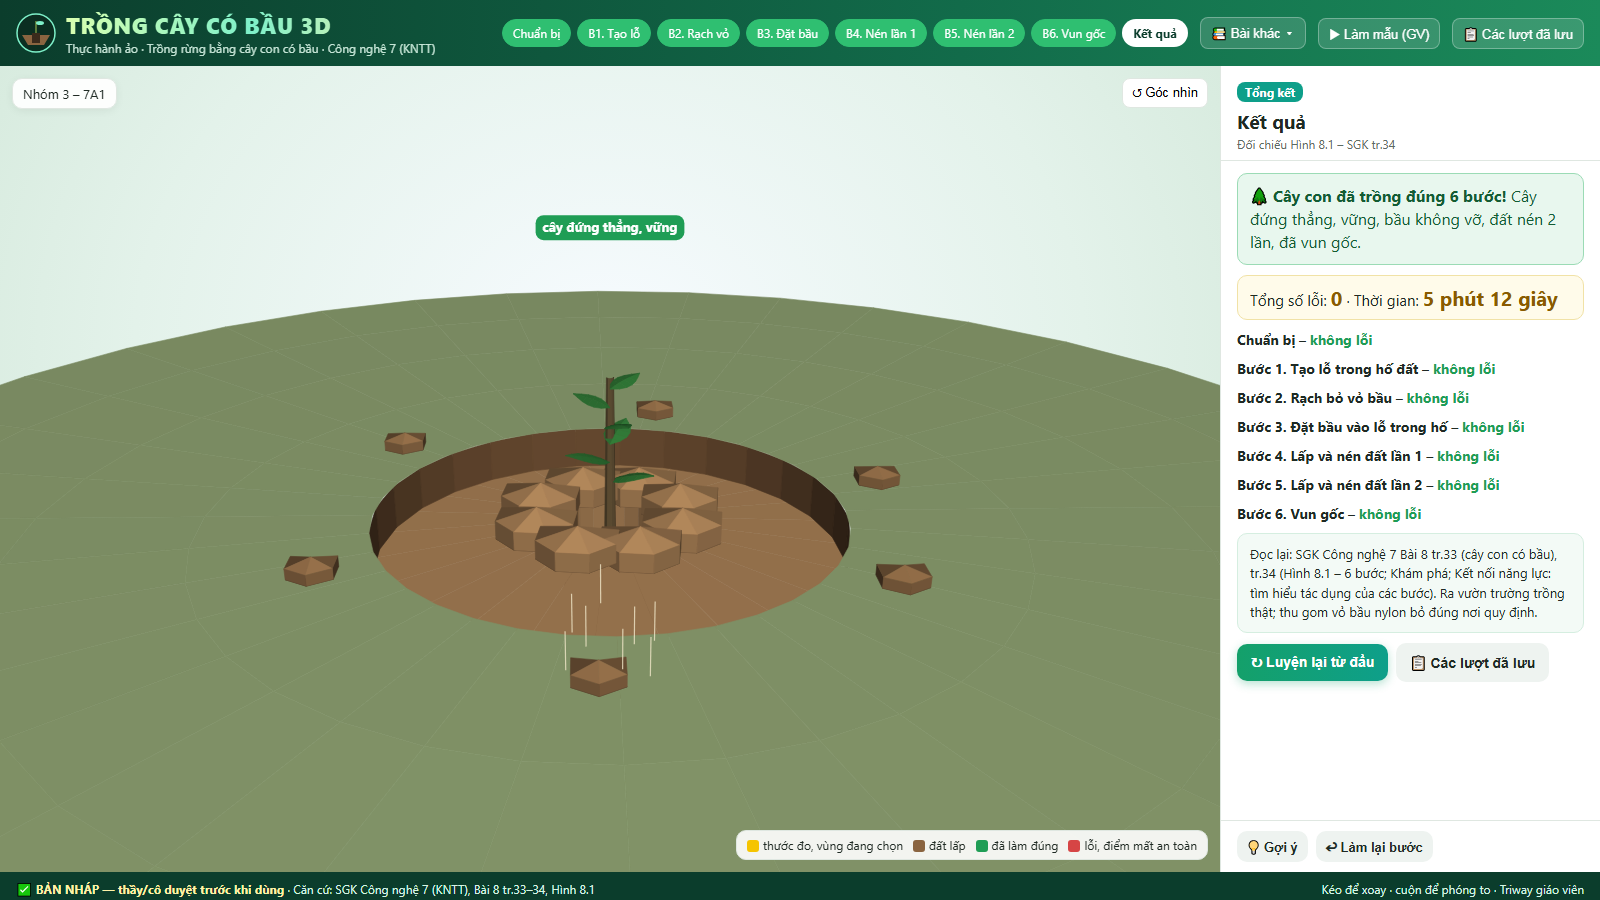 TRỒNG CÂY CÓ BẦU 3D
Thực hành ảo · Trồng rừng bằng cây con có bầu · Công nghệ 7 (KNTT)
Chuẩn bị
B1. Tạo lỗ
B2. Rạch vỏ
B3. Đặt bầu
B4. Nén lần 1
B5. Nén lần 2
B6. Vun gốc
Kết quả
Bài khác
Làm mẫu (GV)
Các lượt đã lưu
Nhóm 3 – 7A1
Góc nhìn
cây đứng thẳng, vững
thước đo, vùng đang chọn
đất lấp
đã làm đúng
lỗi, điểm mất an toàn
Tổng kết
Kết quả
Đối chiếu Hình 8.1 – SGK tr.34
Cây con đã trồng đúng 6 bước! Cây
đứng thẳng, vững, bầu không vỡ, đất nén 2
lần, đã vun gốc.
Tổng số lỗi: 0 · Thời gian: 5 phút 12 giây
Chuẩn bị – không lỗi
Bước 1. Tạo lỗ trong hố đất – không lỗi
Bước 2. Rạch bỏ vỏ bầu – không lỗi
Bước 3. Đặt bầu vào lỗ trong hố – không lỗi
Bước 4. Lấp và nén đất lần 1 – không lỗi
Bước 5. Lấp và nén đất lần 2 – không lỗi
Bước 6. Vun gốc – không lỗi
Đọc lại: SGK Công nghệ 7 Bài 8 tr.33 (cây con có bầu),
tr.34 (Hình 8.1 – 6 bước; Khám phá; Kết nối năng lực:
tìm hiểu tác dụng của các bước). Ra vườn trường trồng
thật; thu gom vỏ bầu nylon bỏ đúng nơi quy định.
Luyện lại từ đầu
Các lượt đã lưu
Gợi ý
Làm lại bước
BẢN NHÁP — thầy/cô duyệt trước khi dùng · Căn cứ: SGK Công nghệ 7 (KNTT), Bài 8 tr.33–34, Hình 8.1
Kéo để xoay · cuộn để phóng to · Triway giáo viên